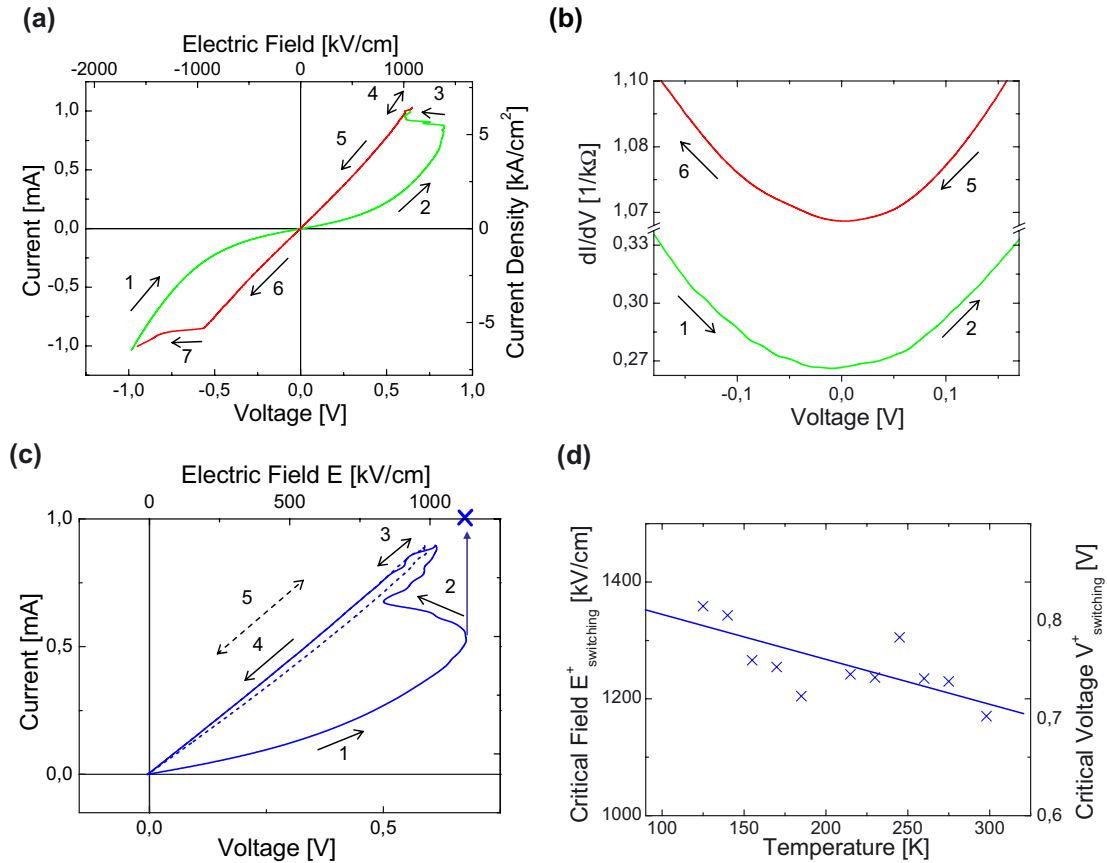 (a)
Electric Field [kV/cm]
-2000 -1000 0 1000
Current [mA]
1,0
0,5
0,0
-0,5
-1,0
4 3
5
2
1
6
7
5
0
-5
Current Density [kA/cm²]
-1,0 -0,5 0,0 0,5 1,0
Voltage [V]
(b)
dI/dV [1/kΩ]
1,10
1,08
1,07
0,33
0,30
0,27
6 5
1 2
-0,1 0,0 0,1
Voltage [V]
(c)
Electric Field E [kV/cm]
0 500 1000
Current [mA]
1,0
0,5
0,0
3
2
5
4
1
0,0 0,5
Voltage [V]
(d)
Critical Field E⁺switching [kV/cm]
1400
1200
1000
0,8
0,7
0,6
Critical Voltage V⁺switching [V]
100 150 200 250 300
Temperature [K]